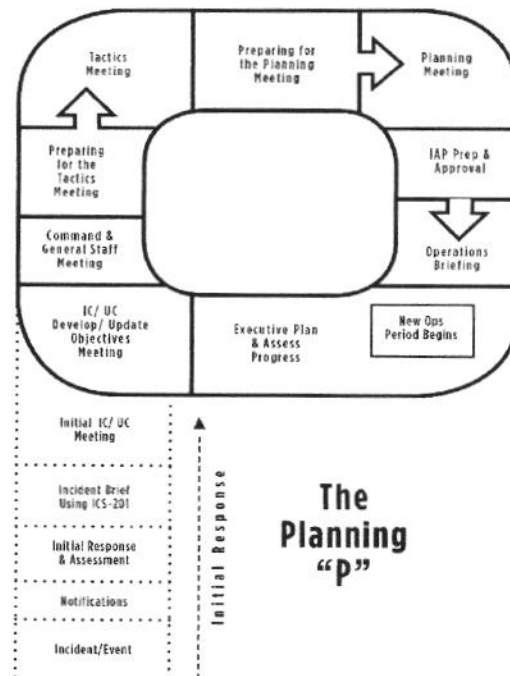 Tactics
Meeting
Preparing for
the Planning
Meeting
Planning
Meeting
Preparing
for the
Tactics
Meeting
IAP Prep &
Approval
Command &
General Staff
Meeting
Operations
Briefing
IC/ UC
Develop/ Update
Objectives
Meeting
Executive Plan
& Assess
Progress
New Ops
Period Begins
Initial IC/ UC
Meeting
Incident Brief
Using ICS-201
Initial Response
& Assessment
Notifications
Incident/Event
Initial Response
The
Planning
"P"